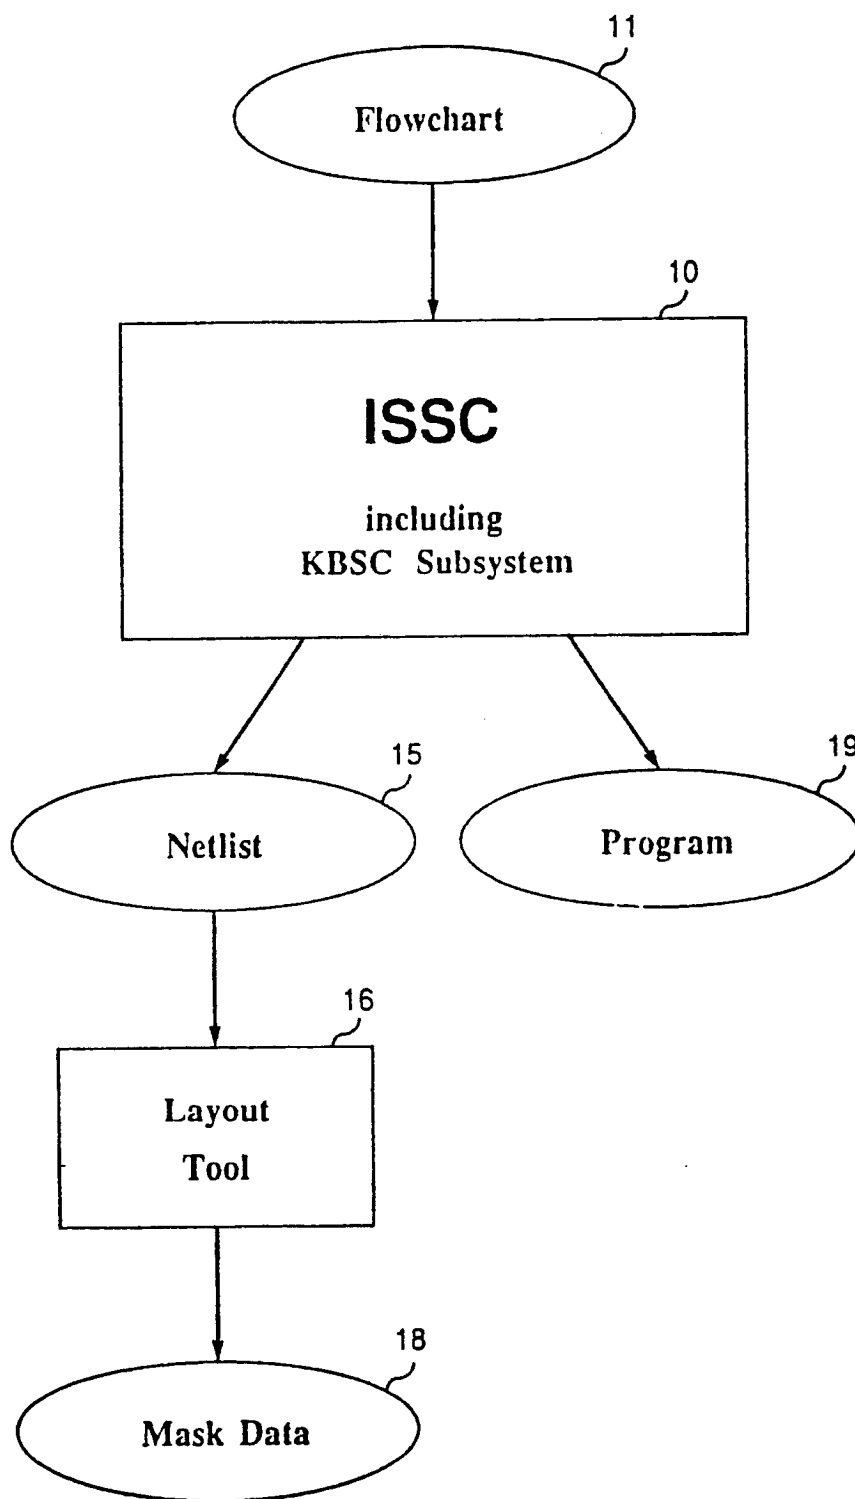 11
Flowchart
10
ISSC
including
KBSC Subsystem
15
19
Netlist
Program
16
Layout
Tool
18
Mask Data